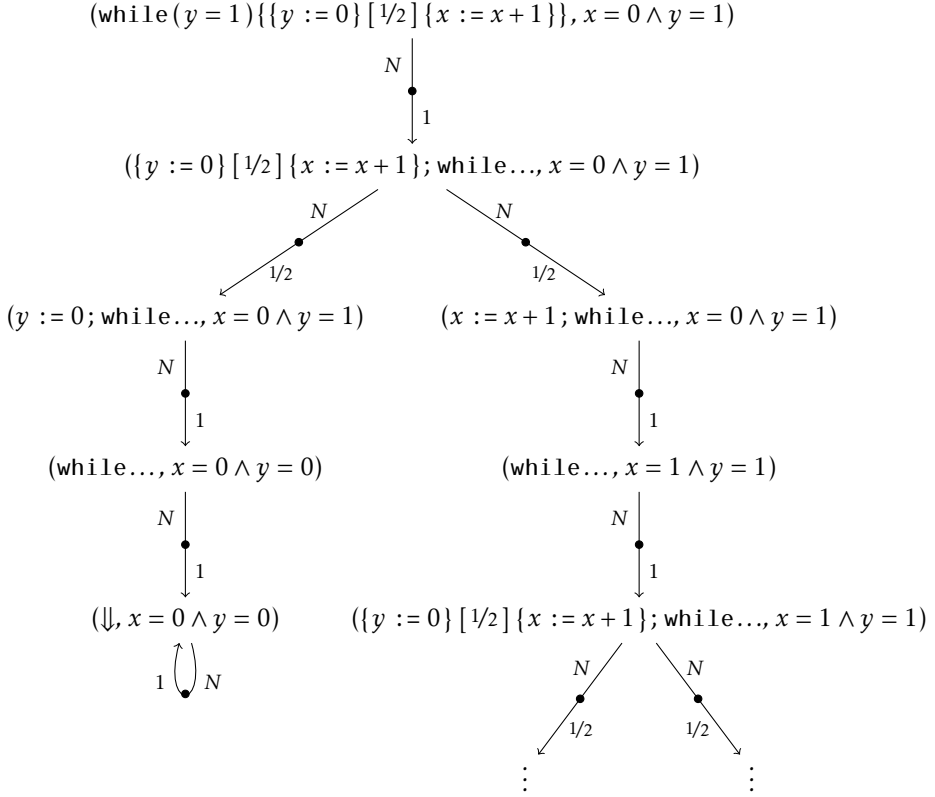 (while(y = 1){{y := 0} [1/2] {x := x + 1}}, x = 0 ∧ y = 1)
N
1
({y := 0} [1/2] {x := x + 1}; while..., x = 0 ∧ y = 1)
N N
1/2 1/2
(y := 0; while..., x = 0 ∧ y = 1) (x := x + 1; while..., x = 0 ∧ y = 1)
N N
1 1
(while..., x = 0 ∧ y = 0) (while..., x = 1 ∧ y = 1)
N N
1 1
(⇓, x = 0 ∧ y = 0) ({y := 0} [1/2] {x := x + 1}; while..., x = 1 ∧ y = 1)
1 N N N
1/2 1/2
⋮ ⋮